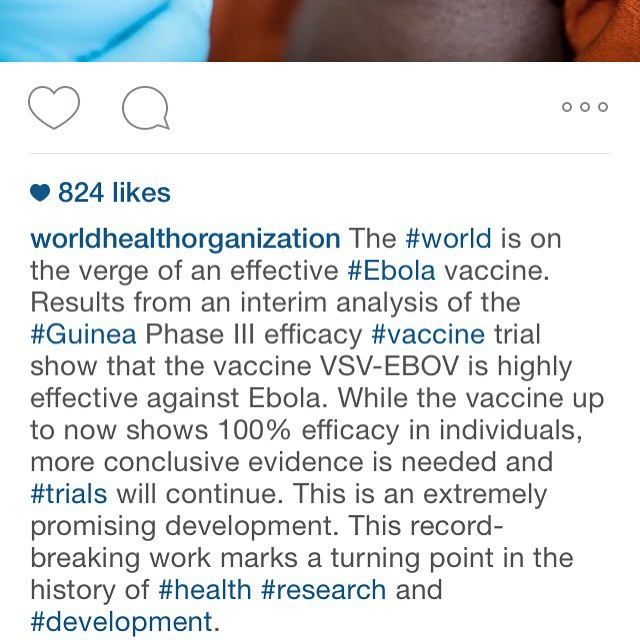 824 likes
worldhealthorganization The #world is on
the verge of an effective #Ebola vaccine.
Results from an interim analysis of the
#Guinea Phase III efficacy #vaccine trial
show that the vaccine VSV-EBOV is highly
effective against Ebola. While the vaccine up
to now shows 100% efficacy in individuals,
more conclusive evidence is needed and
#trials will continue. This is an extremely
promising development. This record-
breaking work marks a turning point in the
history of #health #research and
#development.